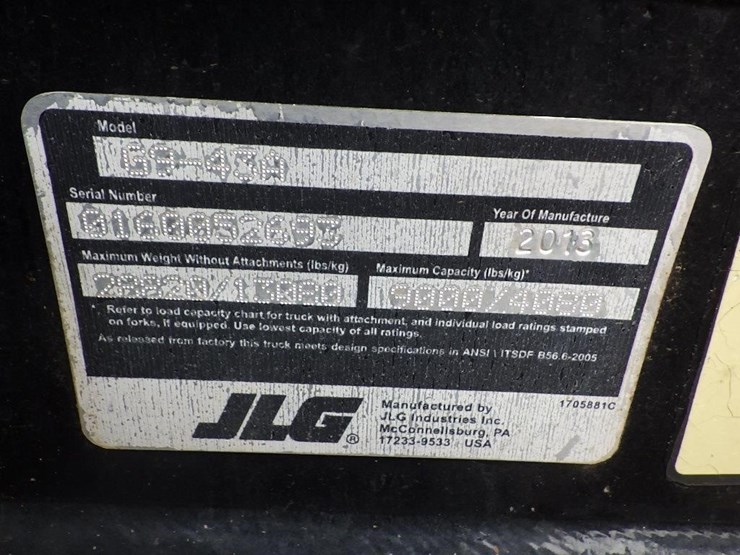 Model
G9-43A
Serial Number
Year Of Manufacture
2013
Maximum Weight Without Attachments (lbs/kg)
Maximum Capacity (lbs/kg)*
* Refer to load capacity chart for truck with attachment, and individual load ratings stamped
on forks, if equipped. Use lowest capacity of all ratings.
As released from factory this truck meets design specifications in ANSI \ ITSDF B56.6-2005
JLG®
Manufactured by
JLG Industries Inc.
McConnellsburg, PA
17233-9533 USA
1705881C